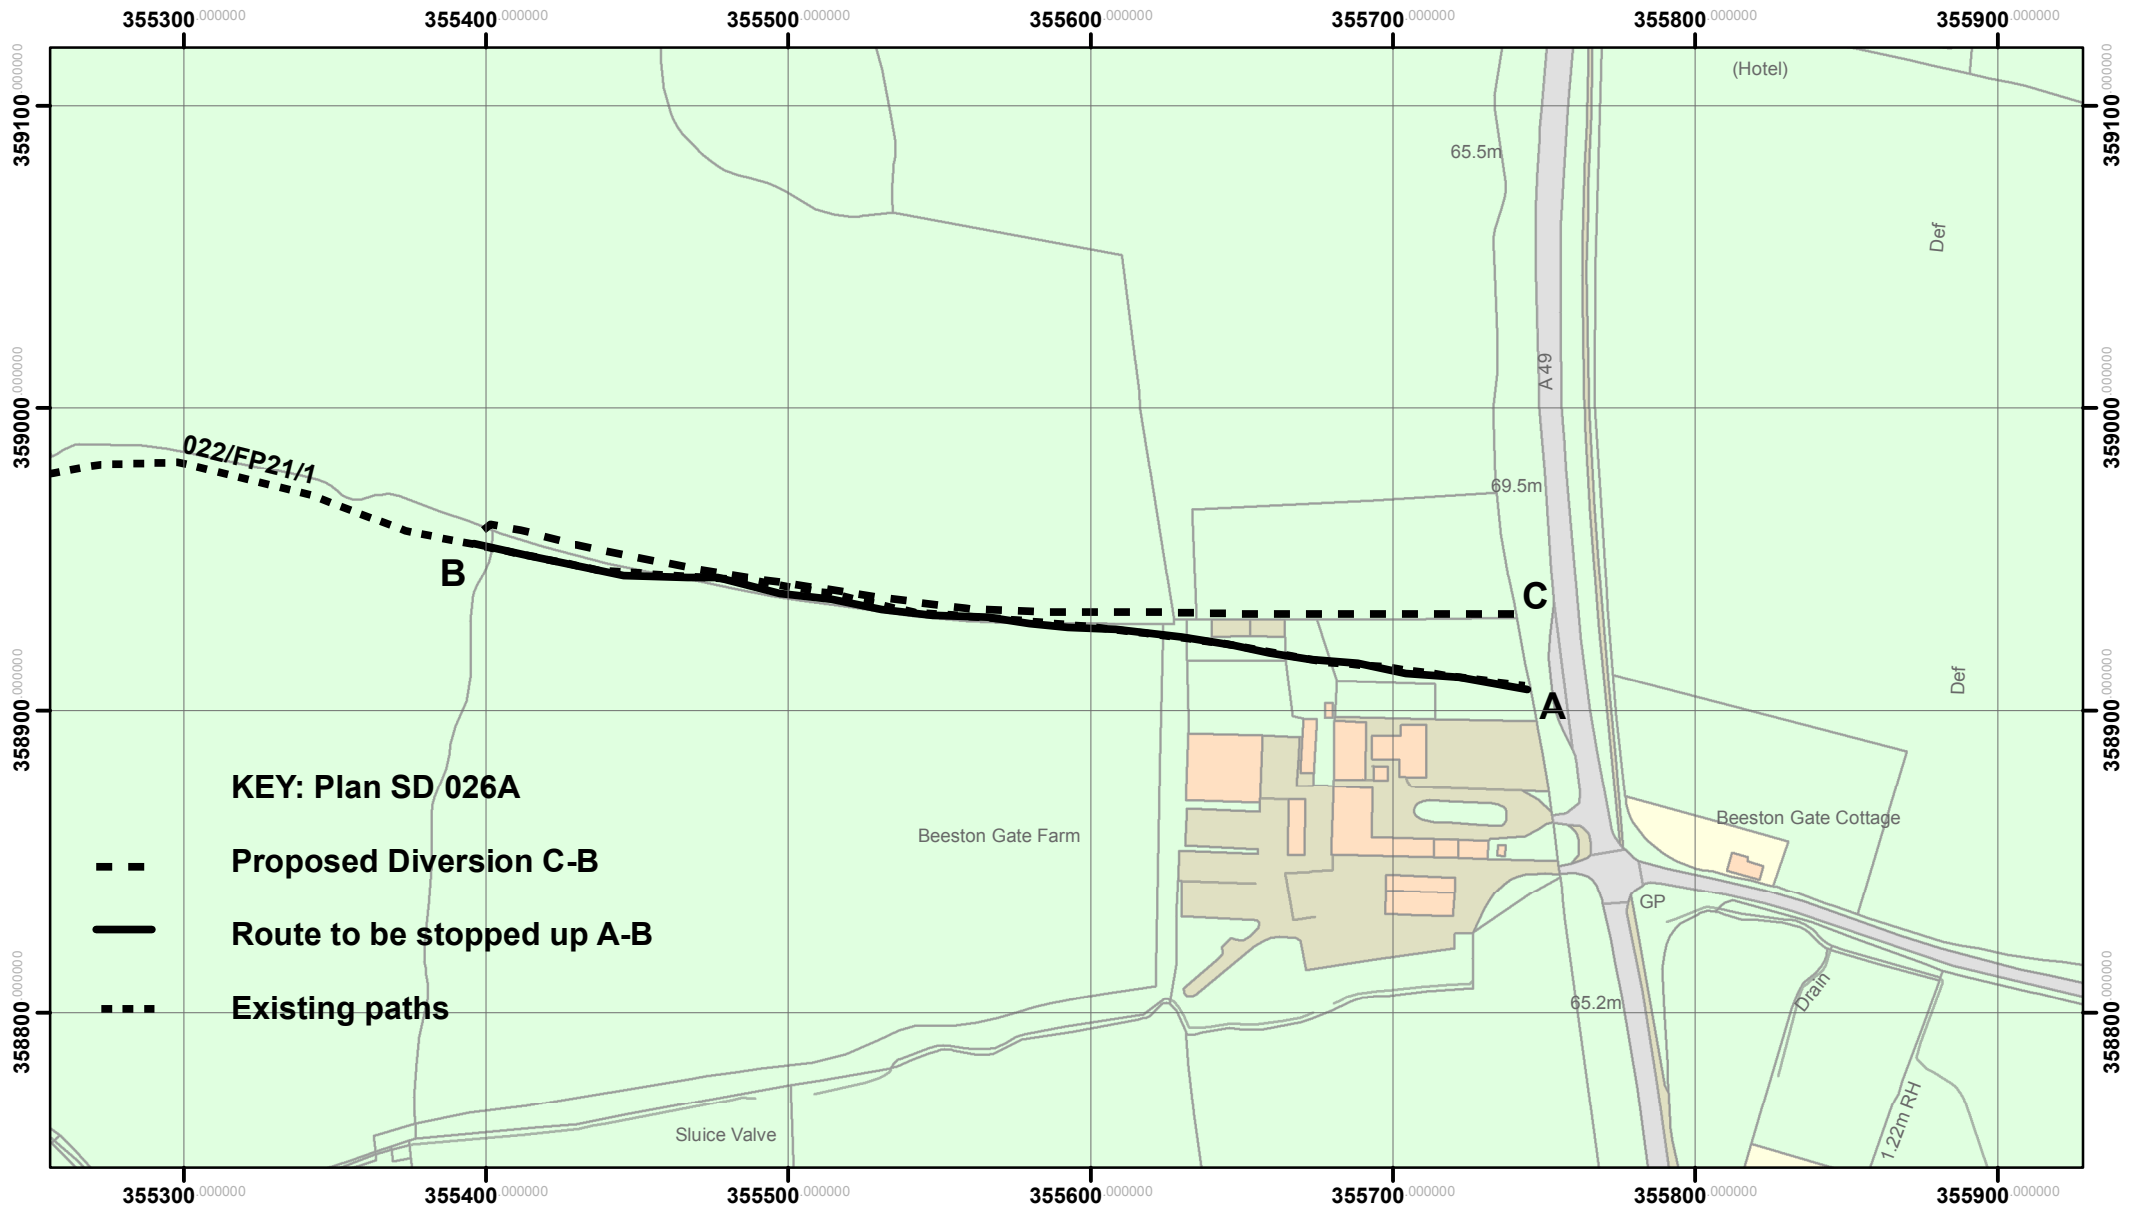 355300.000000 355400.000000 355500.000000 355600.000000 355700.000000 355800.000000 355900.000000
(Hotel)
359100.000000
359100.000000
65.5m
Def
A 49
359000.000000
359000.000000
022/FP21/1
69.5m
B
C
A
Def
358900.000000
358900.000000
KEY: Plan SD 026A
Proposed Diversion C-B
Route to be stopped up A-B
Existing paths
Beeston Gate Farm
Beeston Gate Cottage
GP
65.2m
Drain
358800.000000
358800.000000
1.22m RH
Sluice Valve
355300.000000 355400.000000 355500.000000 355600.000000 355700.000000 355800.000000 355900.000000